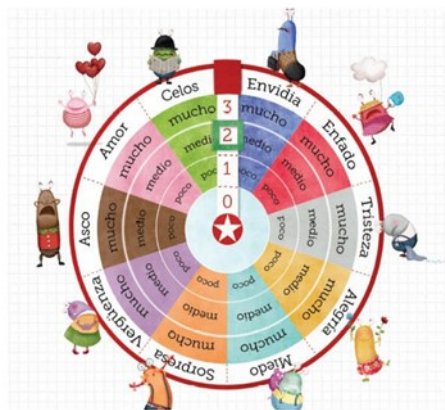 Celos
mucho
medio
poco
Envidia
mucho
medio
poco
Enfado
mucho
medio
poco
Tristeza
mucho
medio
poco
Alegría
mucho
medio
poco
Miedo
mucho
medio
poco
Sorpresa
mucho
medio
poco
Vergüenza
mucho
medio
poco
Asco
mucho
medio
poco
Amor
mucho
medio
poco
3
2
1
0